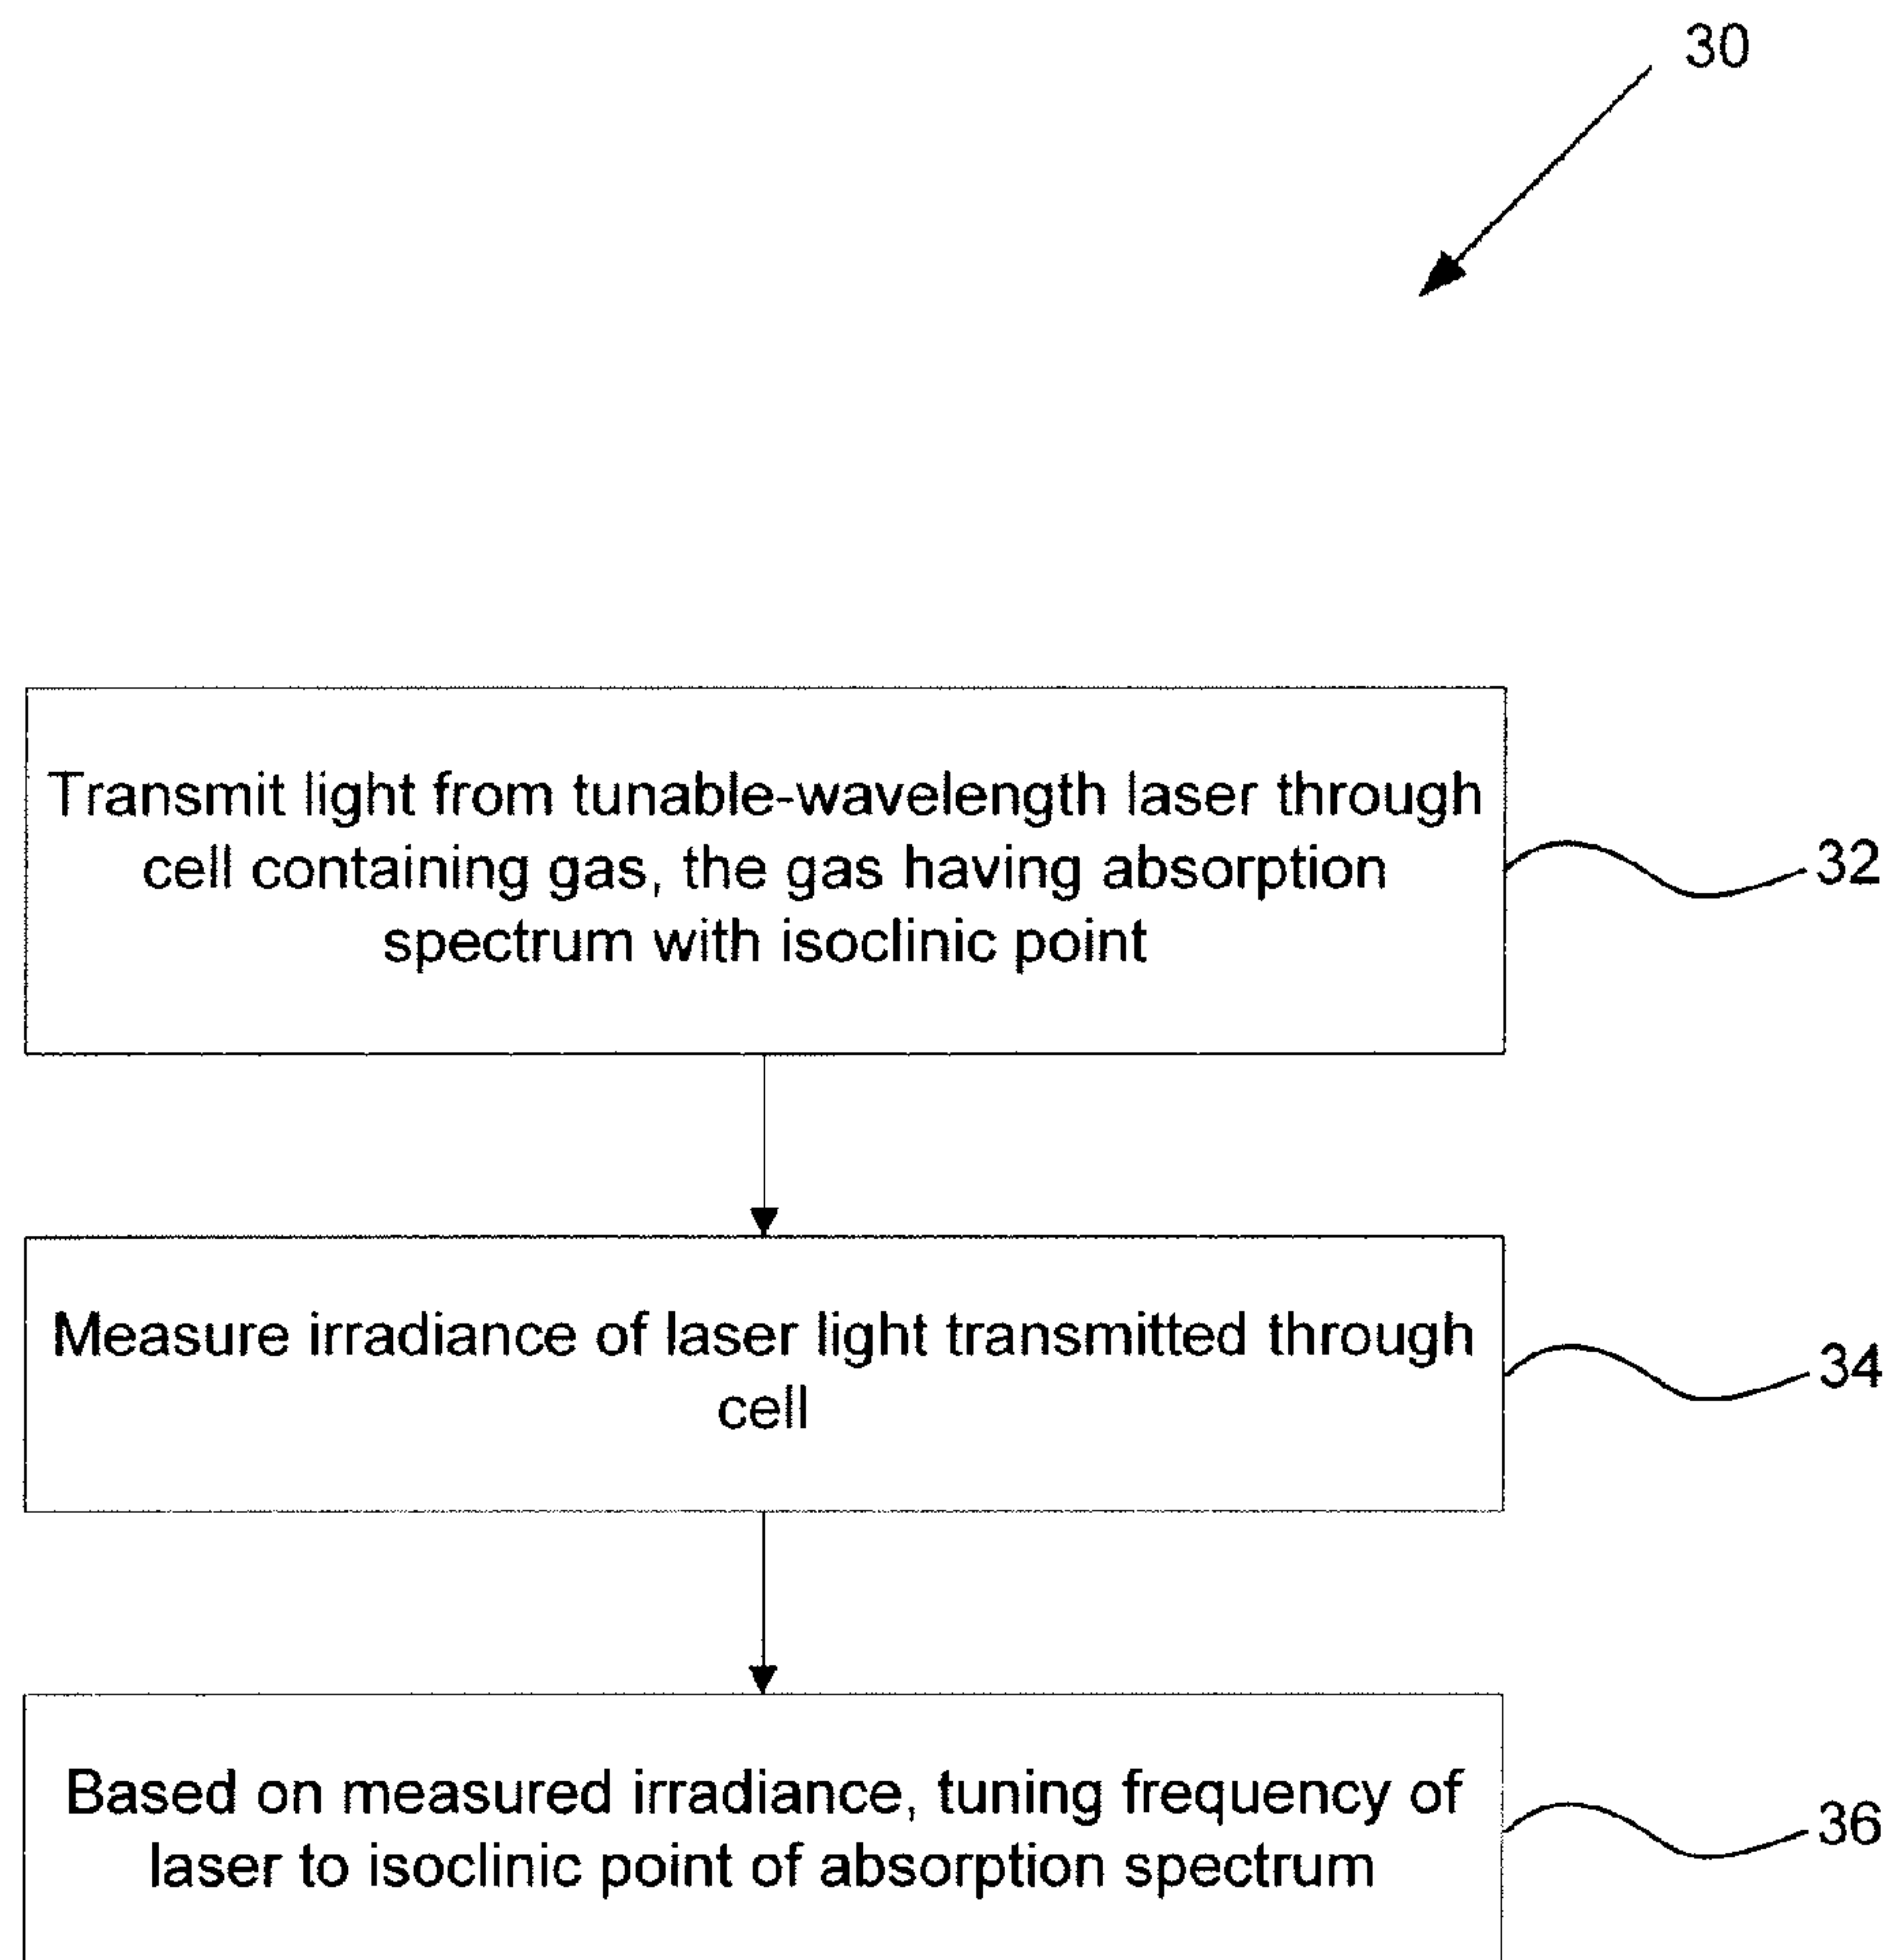 30
Transmit light from tunable-wavelength laser through
cell containing gas, the gas having absorption
spectrum with isoclinic point
32
Measure irradiance of laser light transmitted through
cell
34
Based on measured irradiance, tuning frequency of
laser to isoclinic point of absorption spectrum
36